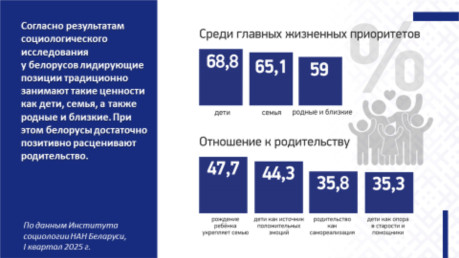 Согласно результатам
социологического
исследования
у белорусов лидирующие
позиции традиционно
занимают такие ценности
как дети, семья, а также
родные и близкие. При
этом белорусы достаточно
позитивно расценивают
родительство.
По данным Института
социологии НАН Беларуси,
I квартал 2025 г.
Среди главных жизненных приоритетов
%
68,8 65,1 59
дети семья родные и близкие
Отношение к родительству
47,7 44,3 35,8 35,3
рождение
ребёнка
укрепляет семью
дети как источник
положительных
эмоций
родительство
как
самореализация
дети как опора
в старости и
помощники